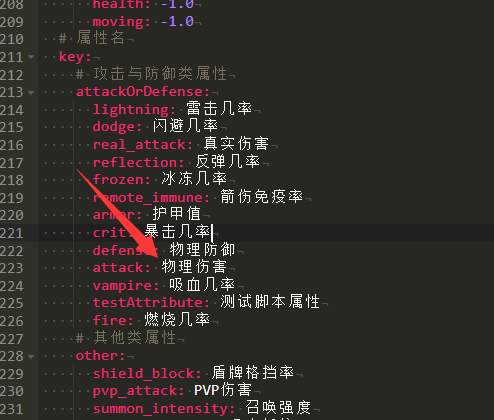 208 health: -1.0
209 moving: -1.0
210 # 属性名
211 key:
212 # 攻击与防御类属性
213 attackOrDefense:
214 lightning: 雷击几率
215 dodge: 闪避几率
216 real_attack: 真实伤害
217 reflection: 反弹几率
218 frozen: 冰冻几率
219 remote_immune: 箭伤免疫率
220 armor: 护甲值
221 crit: 暴击几率
222 defense: 物理防御
223 attack: 物理伤害
224 vampire: 吸血几率
225 testAttribute: 测试脚本属性
226 fire: 燃烧几率
227 # 其他类属性
228 other:
229 shield_block: 盾牌格挡率
230 pvp_attack: PVP伤害
231 summon_intensity: 召唤强度